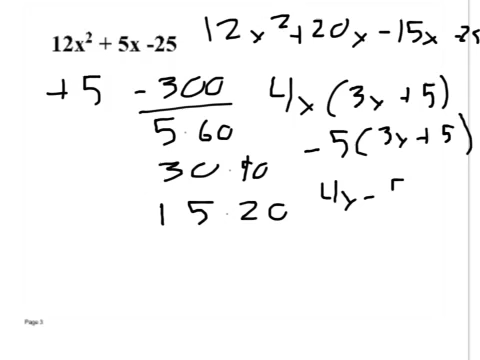 12x² + 5x -25
12x² + 20x - 15x - 25
+5 - 300
5 · 60
30 · 10
15 · 20
4x (3x + 5)
- 5 (3x + 5)
4x -
Page 3